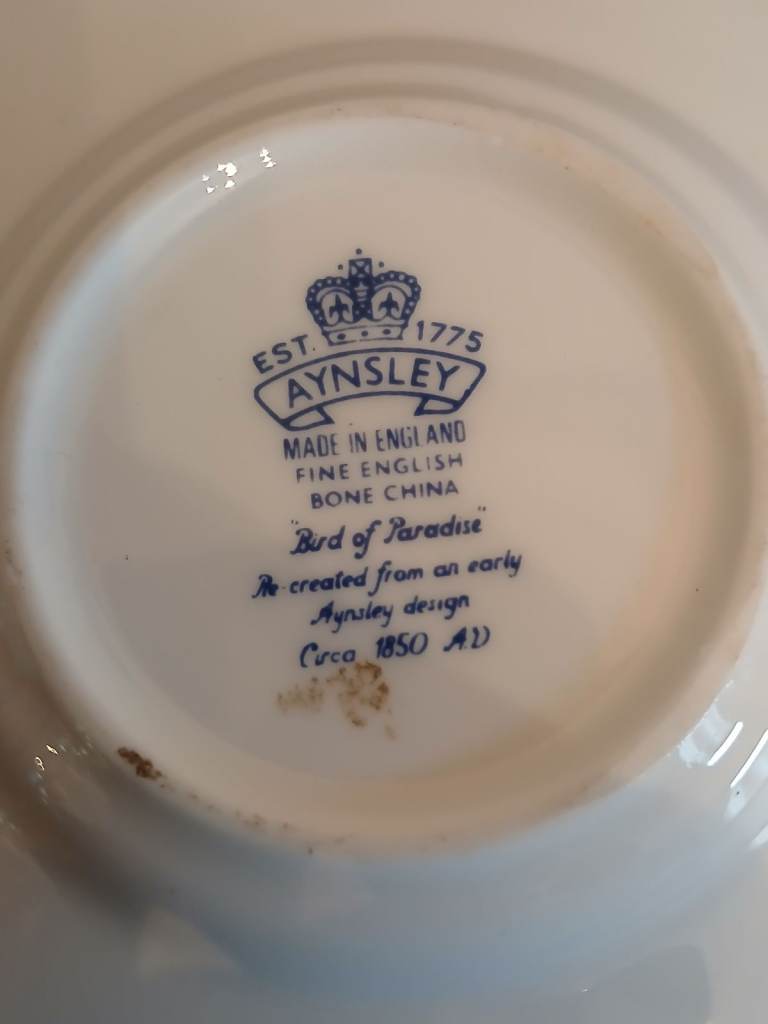 EST. 1775
AYNSLEY
MADE IN ENGLAND
FINE ENGLISH
BONE CHINA
"Bird of Paradise"
Re-created from an early
Aynsley design
Circa 1850 A.D